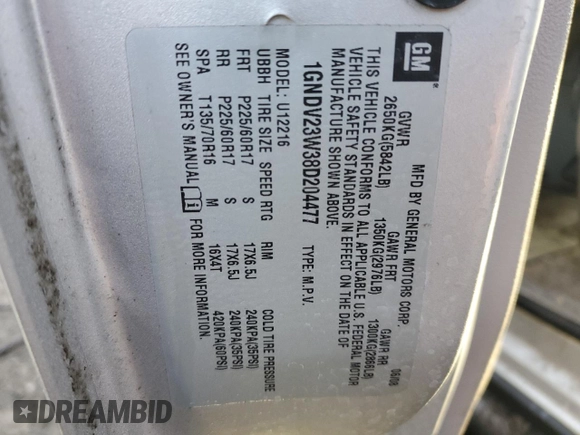 GM
MFD BY GENERAL MOTORS CORP. 06/08
GVWR GAWR FRT GAWR RR
2650KG(5842LB) 1350KG(2976LB) 1300KG(2866LB)
THIS VEHICLE CONFORMS TO ALL APPLICABLE U.S. FEDERAL MOTOR
VEHICLE SAFETY STANDARDS IN EFFECT ON THE DATE OF
MANUFACTURE SHOWN ABOVE.
1GNDV23W38D204477 TYPE: M.P.V.
MODEL: U12216
UBBH TIRE SIZE SPEED RTG RIM COLD TIRE PRESSURE
FRT P225/60R17 S 17X6.5J 240KPA(35PSI)
RR P225/60R17 S 17X6.5J 240KPA(35PSI)
SPA T135/70R16 M 16X4T 420KPA(60PSI)
SEE OWNER'S MANUAL FOR MORE INFORMATION.
DREAMBID